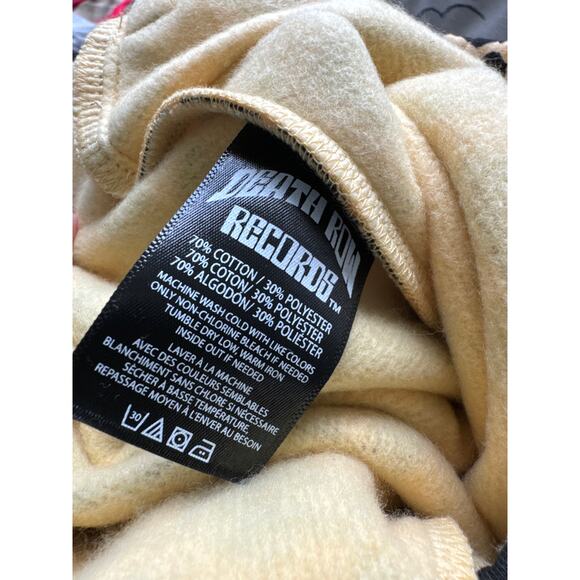 DEATH ROW
RECORDS™
70% COTTON / 30% POLYESTER
70% COTON / 30% POLYESTER
70% ALGODON / 30% POLIÉSTER
MACHINE WASH COLD WITH LIKE COLORS
ONLY NON-CHLORINE BLEACH IF NEEDED
TUMBLE DRY LOW, WARM IRON
INSIDE OUT IF NEEDED
LAVER À LA MACHINE
AVEC DES COULEURS SEMBLABLES
BLANCHIMENT SANS CHLORE SI NÉCESSAIRE
SÉCHER À BASSE TEMPÉRATURE,
REPASSAGE MOYEN À L'ENVER AU BESOIN
30